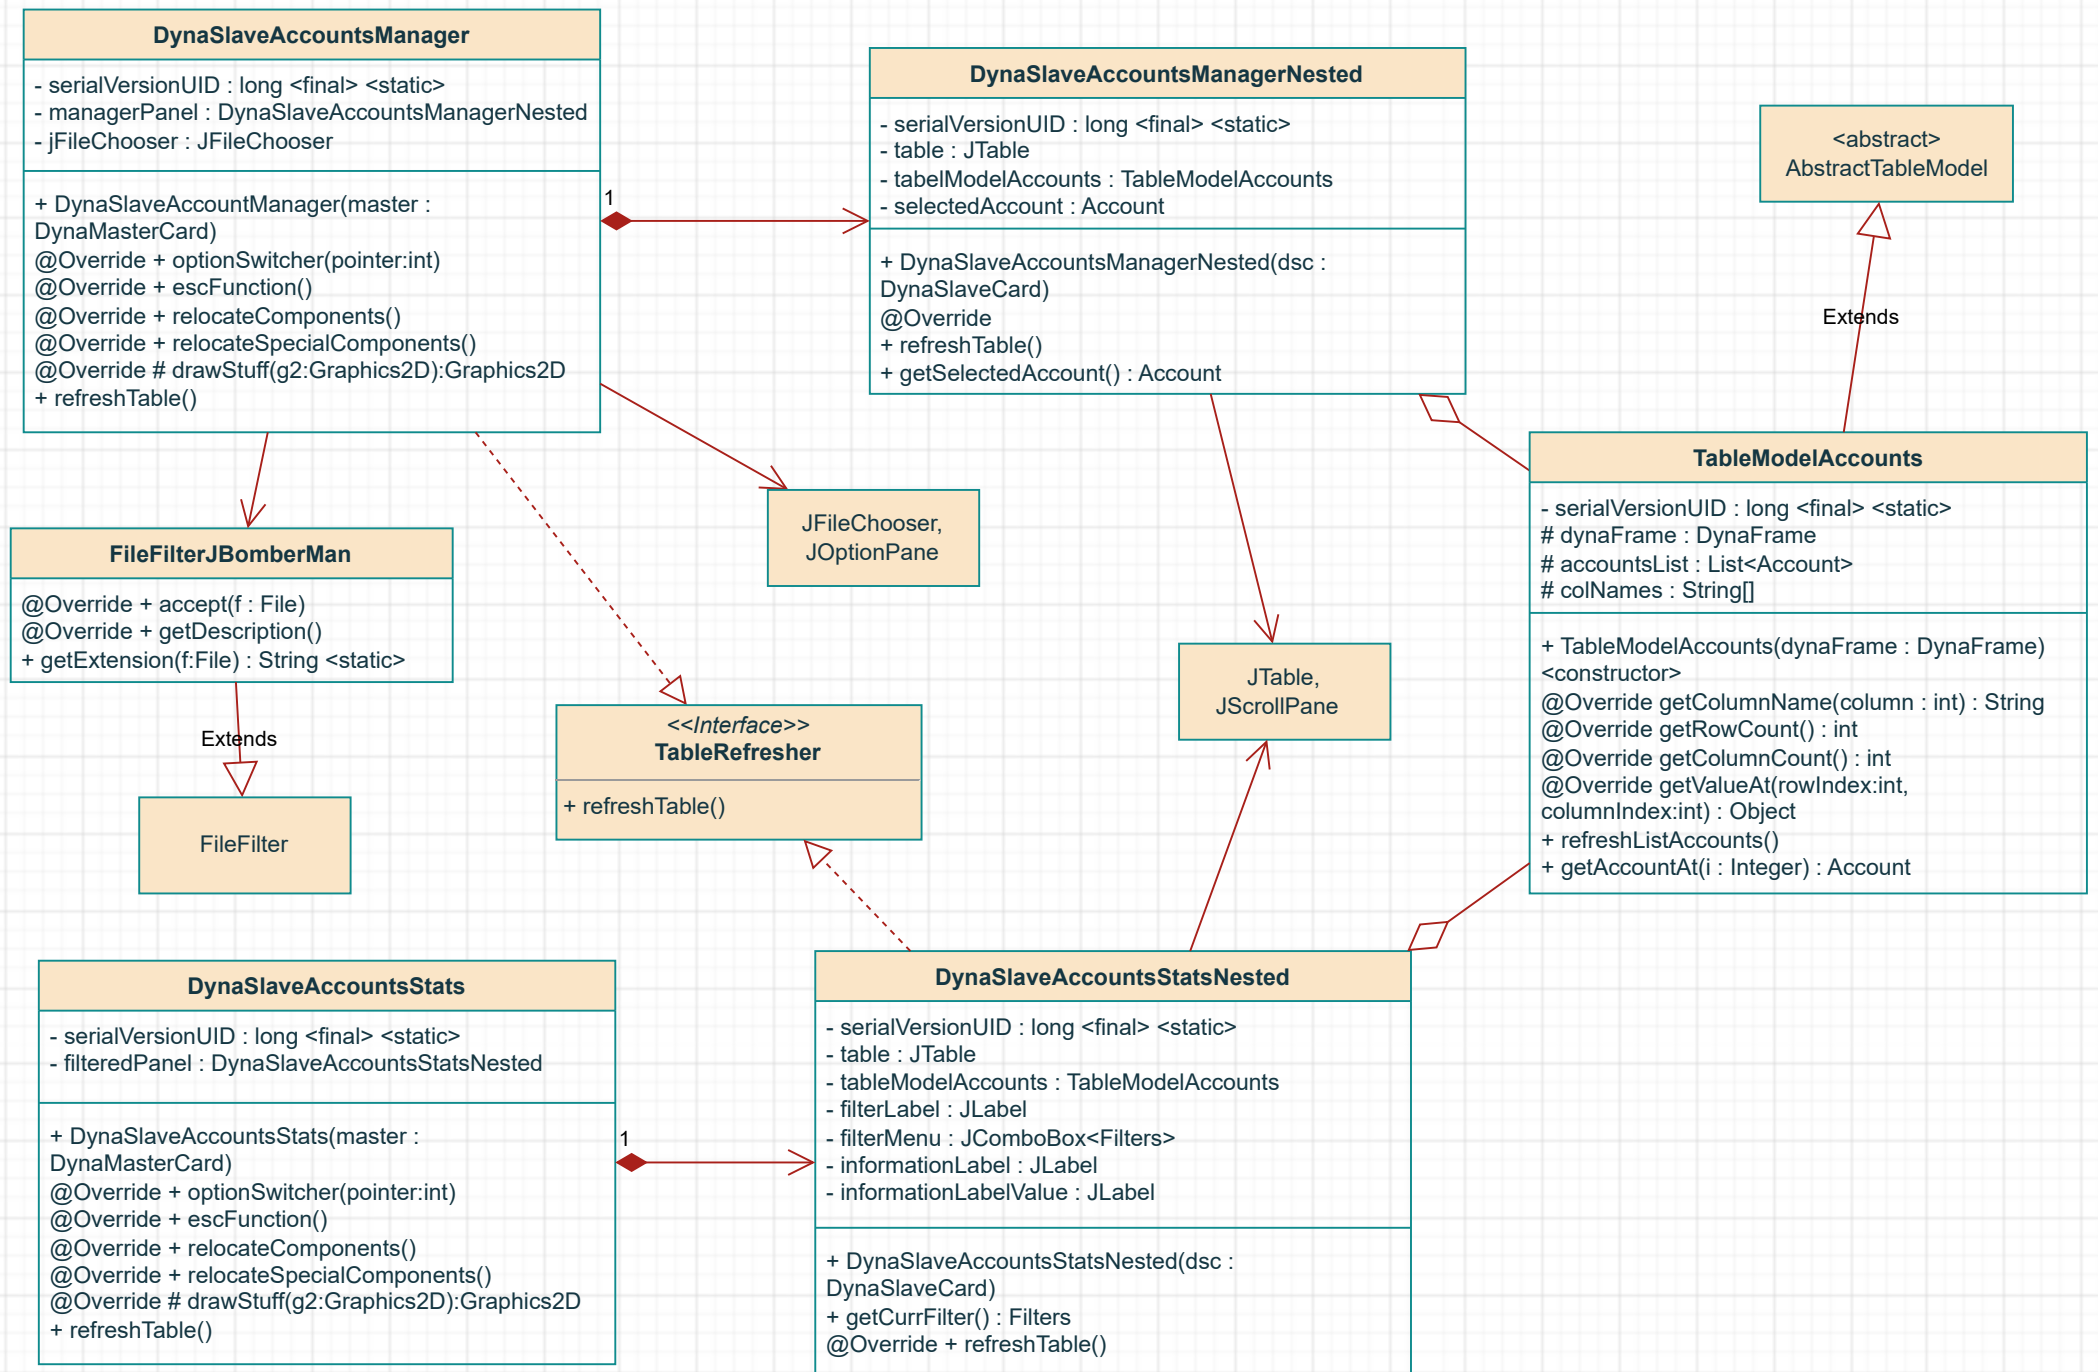 DynaSlaveAccountsManager
- serialVersionUID : long <final> <static>
- managerPanel : DynaSlaveAccountsManagerNested
- jFileChooser : JFileChooser
+ DynaSlaveAccountManager(master :
DynaMasterCard)
@Override + optionSwitcher(pointer:int)
@Override + escFunction()
@Override + relocateComponents()
@Override + relocateSpecialComponents()
@Override # drawStuff(g2:Graphics2D):Graphics2D
+ refreshTable()
1
DynaSlaveAccountsManagerNested
- serialVersionUID : long <final> <static>
- table : JTable
- tabelModelAccounts : TableModelAccounts
- selectedAccount : Account
+ DynaSlaveAccountsManagerNested(dsc :
DynaSlaveCard)
@Override
+ refreshTable()
+ getSelectedAccount() : Account
<abstract>
AbstractTableModel
Extends
JFileChooser,
JOptionPane
FileFilterJBomberMan
@Override + accept(f : File)
@Override + getDescription()
+ getExtension(f:File) : String <static>
Extends
FileFilter
<<Interface>>
TableRefresher
+ refreshTable()
JTable,
JScrollPane
TableModelAccounts
- serialVersionUID : long <final> <static>
# dynaFrame : DynaFrame
# accountsList : List<Account>
# colNames : String[]
+ TableModelAccounts(dynaFrame : DynaFrame)
<constructor>
@Override getColumnName(column : int) : String
@Override getRowCount() : int
@Override getColumnCount() : int
@Override getValueAt(rowIndex:int,
columnIndex:int) : Object
+ refreshListAccounts()
+ getAccountAt(i : Integer) : Account
DynaSlaveAccountsStats
- serialVersionUID : long <final> <static>
- filteredPanel : DynaSlaveAccountsStatsNested
+ DynaSlaveAccountsStats(master :
DynaMasterCard)
@Override + optionSwitcher(pointer:int)
@Override + escFunction()
@Override + relocateComponents()
@Override + relocateSpecialComponents()
@Override # drawStuff(g2:Graphics2D):Graphics2D
+ refreshTable()
1
DynaSlaveAccountsStatsNested
- serialVersionUID : long <final> <static>
- table : JTable
- tableModelAccounts : TableModelAccounts
- filterLabel : JLabel
- filterMenu : JComboBox<Filters>
- informationLabel : JLabel
- informationLabelValue : JLabel
+ DynaSlaveAccountsStatsNested(dsc :
DynaSlaveCard)
+ getCurrFilter() : Filters
@Override + refreshTable()